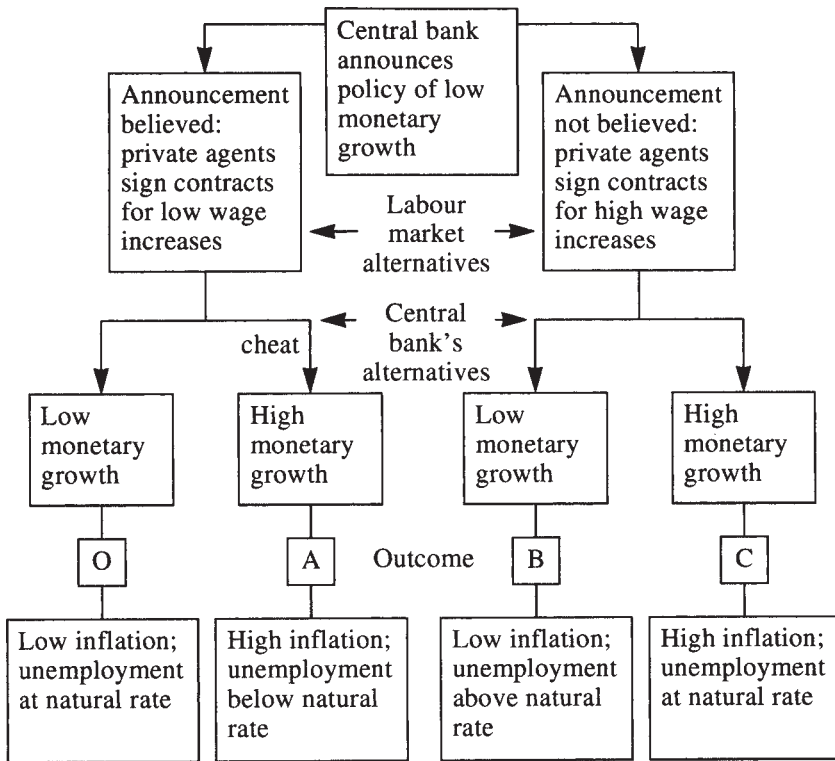 Central bank
announces
policy of low
monetary
growth
Announcement
believed:
private agents
sign contracts
for low wage
increases
Announcement
not believed:
private agents
sign contracts
for high wage
increases
Labour
market
alternatives
cheat
Central
bank's
alternatives
Low
monetary
growth
High
monetary
growth
Low
monetary
growth
High
monetary
growth
O
A
Outcome
B
C
Low inflation;
unemployment
at natural rate
High inflation;
unemployment
below natural
rate
Low inflation;
unemployment
above natural
rate
High inflation;
unemployment
at natural rate